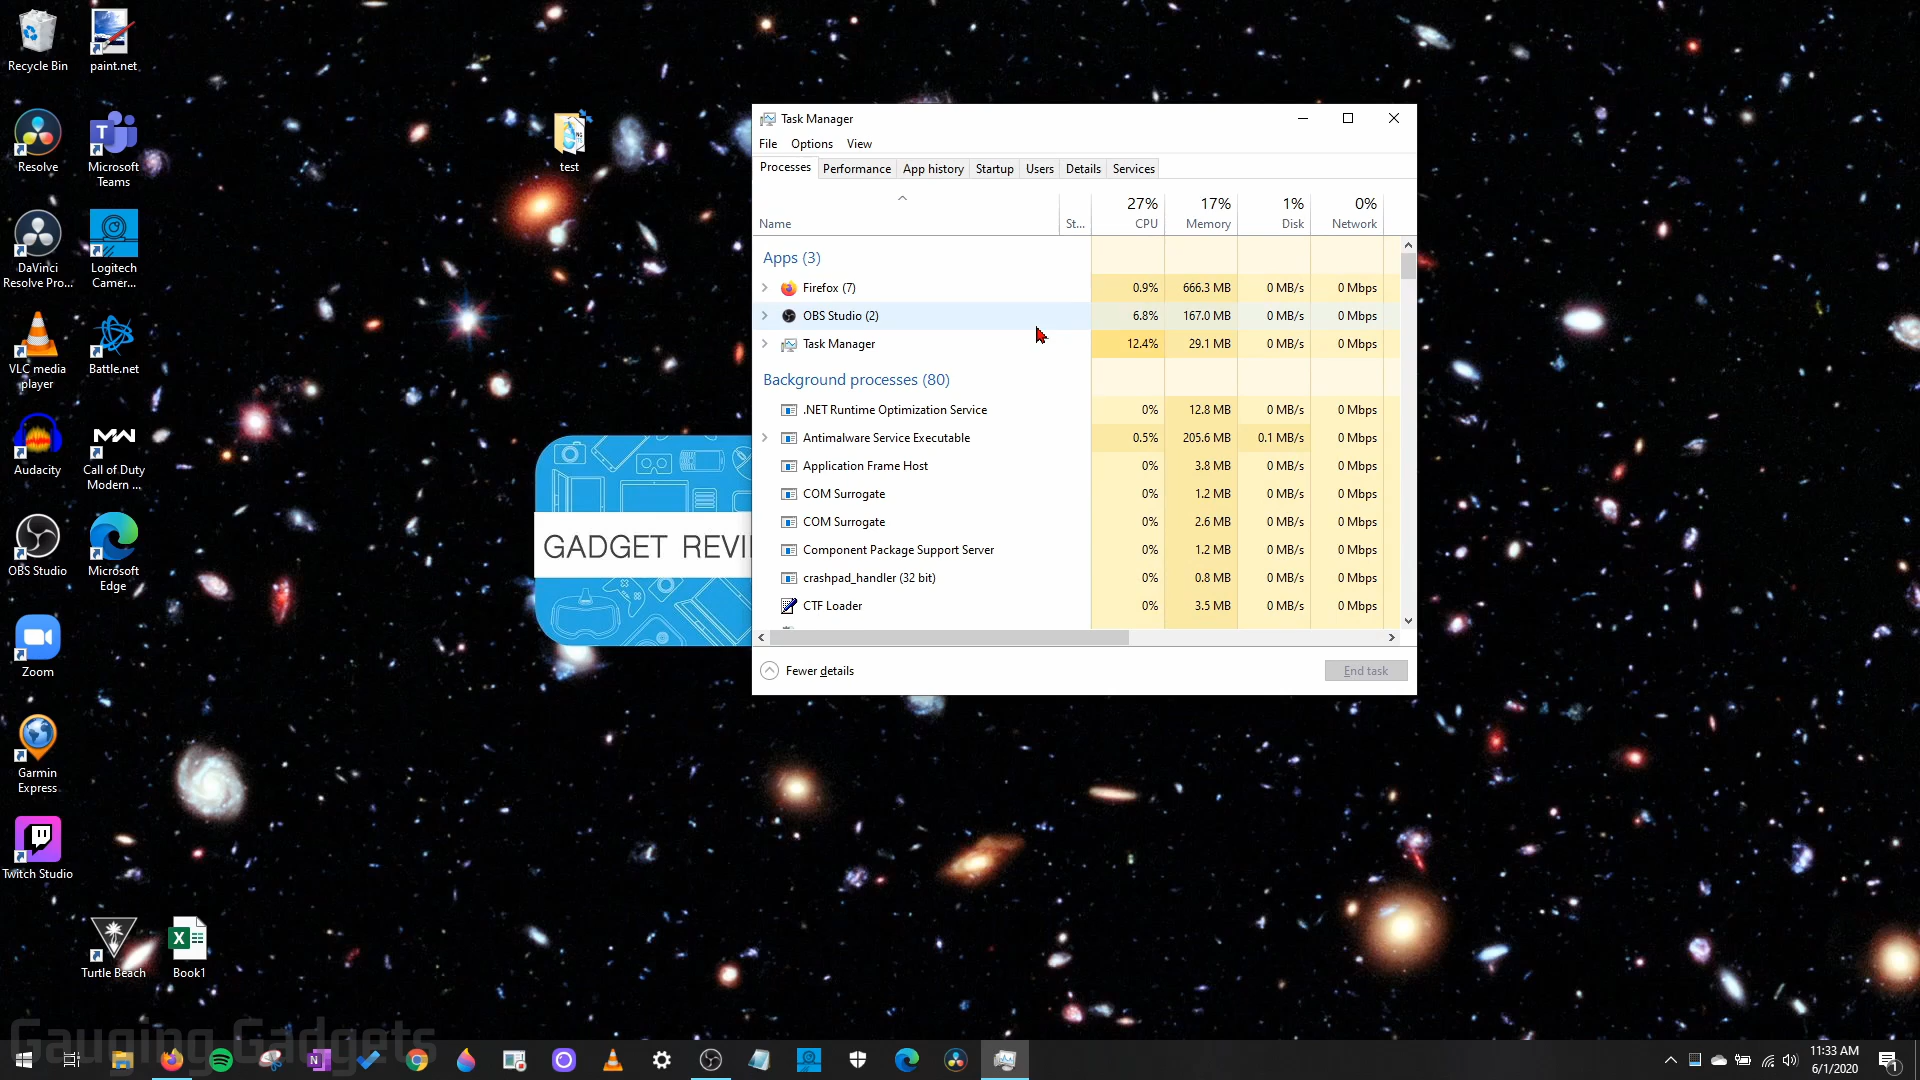 Recycle Bin
paint.net
Resolve
Microsoft
Teams
test
DaVinci
Resolve Pro...
Logitech
Camer...
VLC media
player
Battle.net
Audacity
Call of Duty
Modern ...
OBS Studio
Microsoft
Edge
Zoom
Garmin
Express
Twitch Studio
Turtle Beach
Book1
GADGET REVI
Task Manager
File Options View
Processes Performance App history Startup Users Details Services
27% 17% 1% 0%
Name St... CPU Memory Disk Network
Apps (3)
Firefox (7) 0.9% 666.3 MB 0 MB/s 0 Mbps
OBS Studio (2) 6.8% 167.0 MB 0 MB/s 0 Mbps
Task Manager 12.4% 29.1 MB 0 MB/s 0 Mbps
Background processes (80)
.NET Runtime Optimization Service 0% 12.8 MB 0 MB/s 0 Mbps
Antimalware Service Executable 0.5% 205.6 MB 0.1 MB/s 0 Mbps
Application Frame Host 0% 3.8 MB 0 MB/s 0 Mbps
COM Surrogate 0% 1.2 MB 0 MB/s 0 Mbps
COM Surrogate 0% 2.6 MB 0 MB/s 0 Mbps
Component Package Support Server 0% 1.2 MB 0 MB/s 0 Mbps
crashpad_handler (32 bit) 0% 0.8 MB 0 MB/s 0 Mbps
CTF Loader 0% 3.5 MB 0 MB/s 0 Mbps
Fewer details End task
Gauging Gadgets
11:33 AM
6/1/2020
1